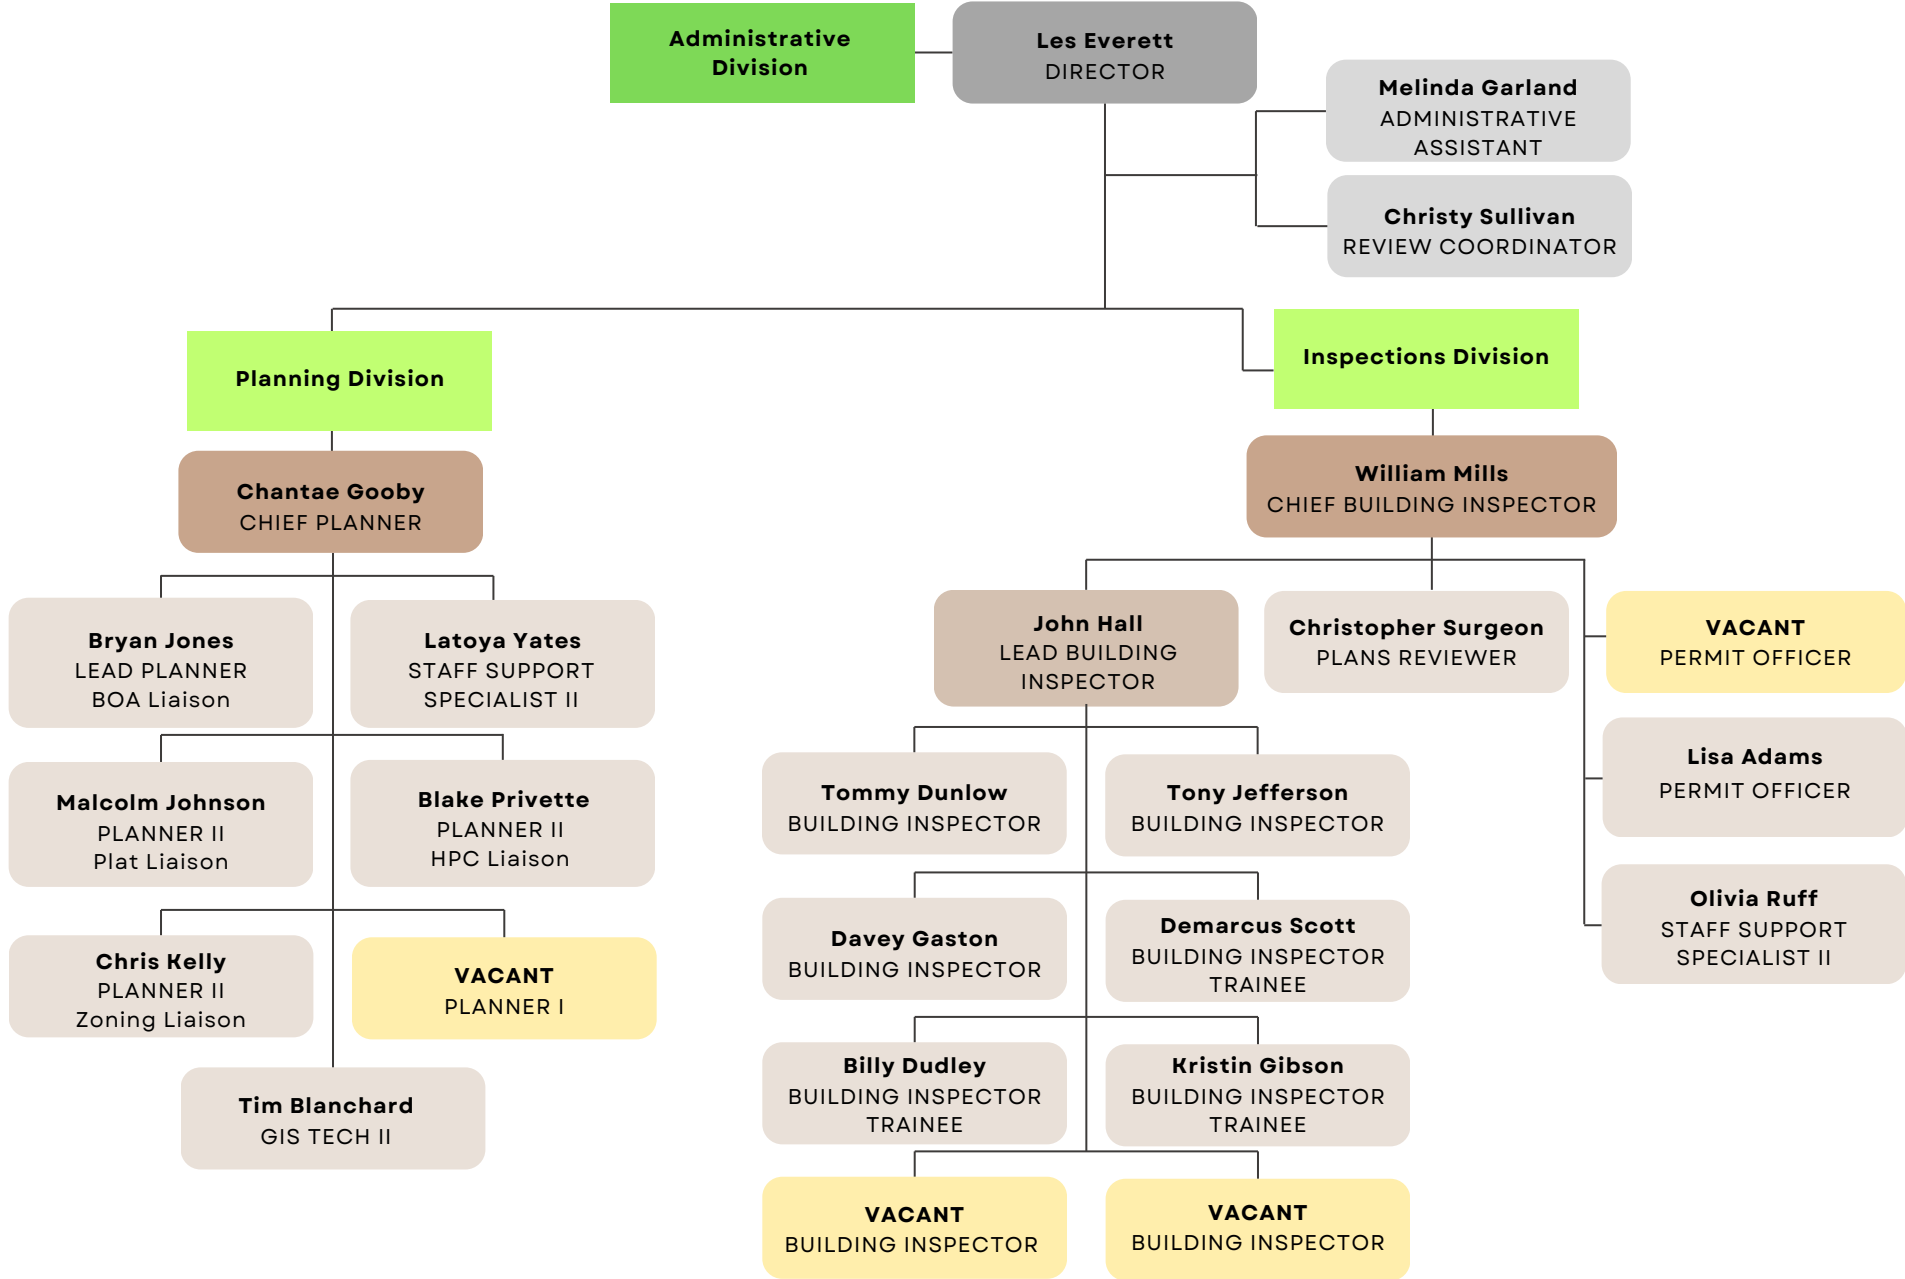 Administrative
Division
Les Everett
DIRECTOR
Melinda Garland
ADMINISTRATIVE
ASSISTANT
Christy Sullivan
REVIEW COORDINATOR
Planning Division
Inspections Division
Chantae Gooby
CHIEF PLANNER
William Mills
CHIEF BUILDING INSPECTOR
Bryan Jones
LEAD PLANNER
BOA Liaison
Latoya Yates
STAFF SUPPORT
SPECIALIST II
Malcolm Johnson
PLANNER II
Plat Liaison
Blake Privette
PLANNER II
HPC Liaison
Chris Kelly
PLANNER II
Zoning Liaison
VACANT
PLANNER I
Tim Blanchard
GIS TECH II
John Hall
LEAD BUILDING
INSPECTOR
Christopher Surgeon
PLANS REVIEWER
VACANT
PERMIT OFFICER
Lisa Adams
PERMIT OFFICER
Olivia Ruff
STAFF SUPPORT
SPECIALIST II
Tommy Dunlow
BUILDING INSPECTOR
Tony Jefferson
BUILDING INSPECTOR
Davey Gaston
BUILDING INSPECTOR
Demarcus Scott
BUILDING INSPECTOR
TRAINEE
Billy Dudley
BUILDING INSPECTOR
TRAINEE
Kristin Gibson
BUILDING INSPECTOR
TRAINEE
VACANT
BUILDING INSPECTOR
VACANT
BUILDING INSPECTOR